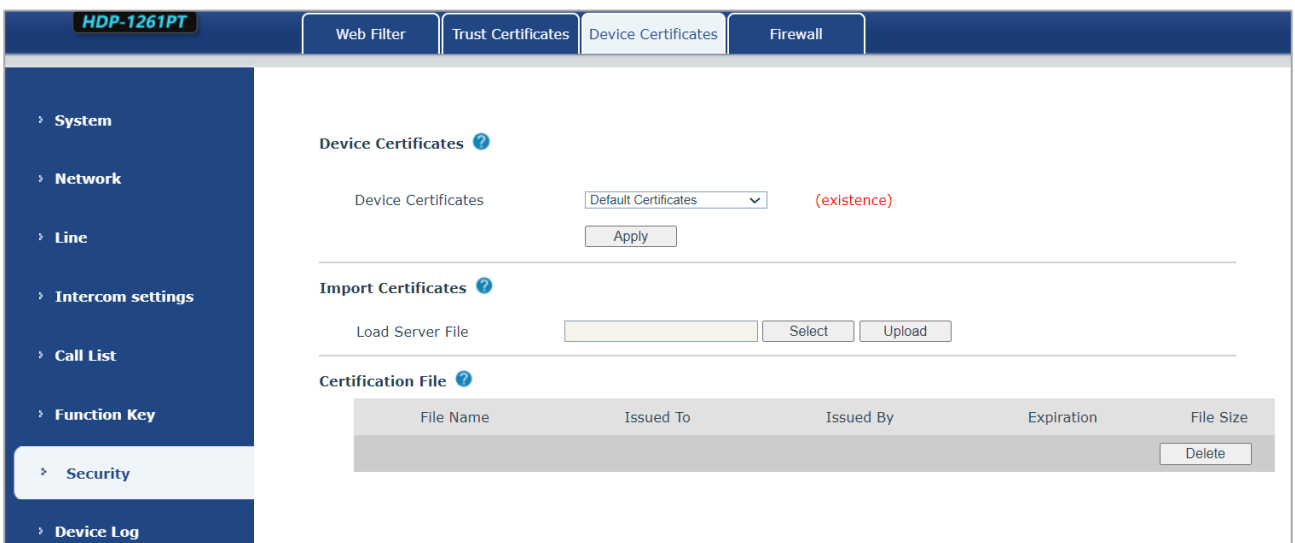 HDP-1261PT
Web Filter Trust Certificates Device Certificates Firewall
System
Network
Line
Intercom settings
Call List
Function Key
Security
Device Log
Device Certificates ?
Device Certificates Default Certificates (existence)
Apply
Import Certificates ?
Load Server File Select Upload
Certification File ?
File Name Issued To Issued By Expiration File Size
Delete